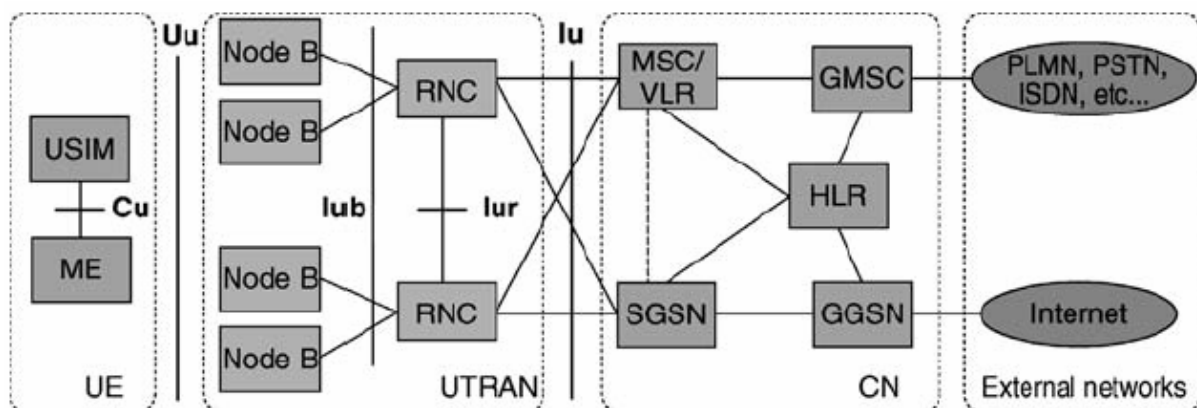 Uu
Iu
Node B
Node B
RNC
MSC/
VLR
GMSC
PLMN, PSTN,
ISDN, etc...
USIM
Cu
ME
Iub
Iur
HLR
Node B
Node B
RNC
SGSN
GGSN
Internet
UE
UTRAN
CN
External networks